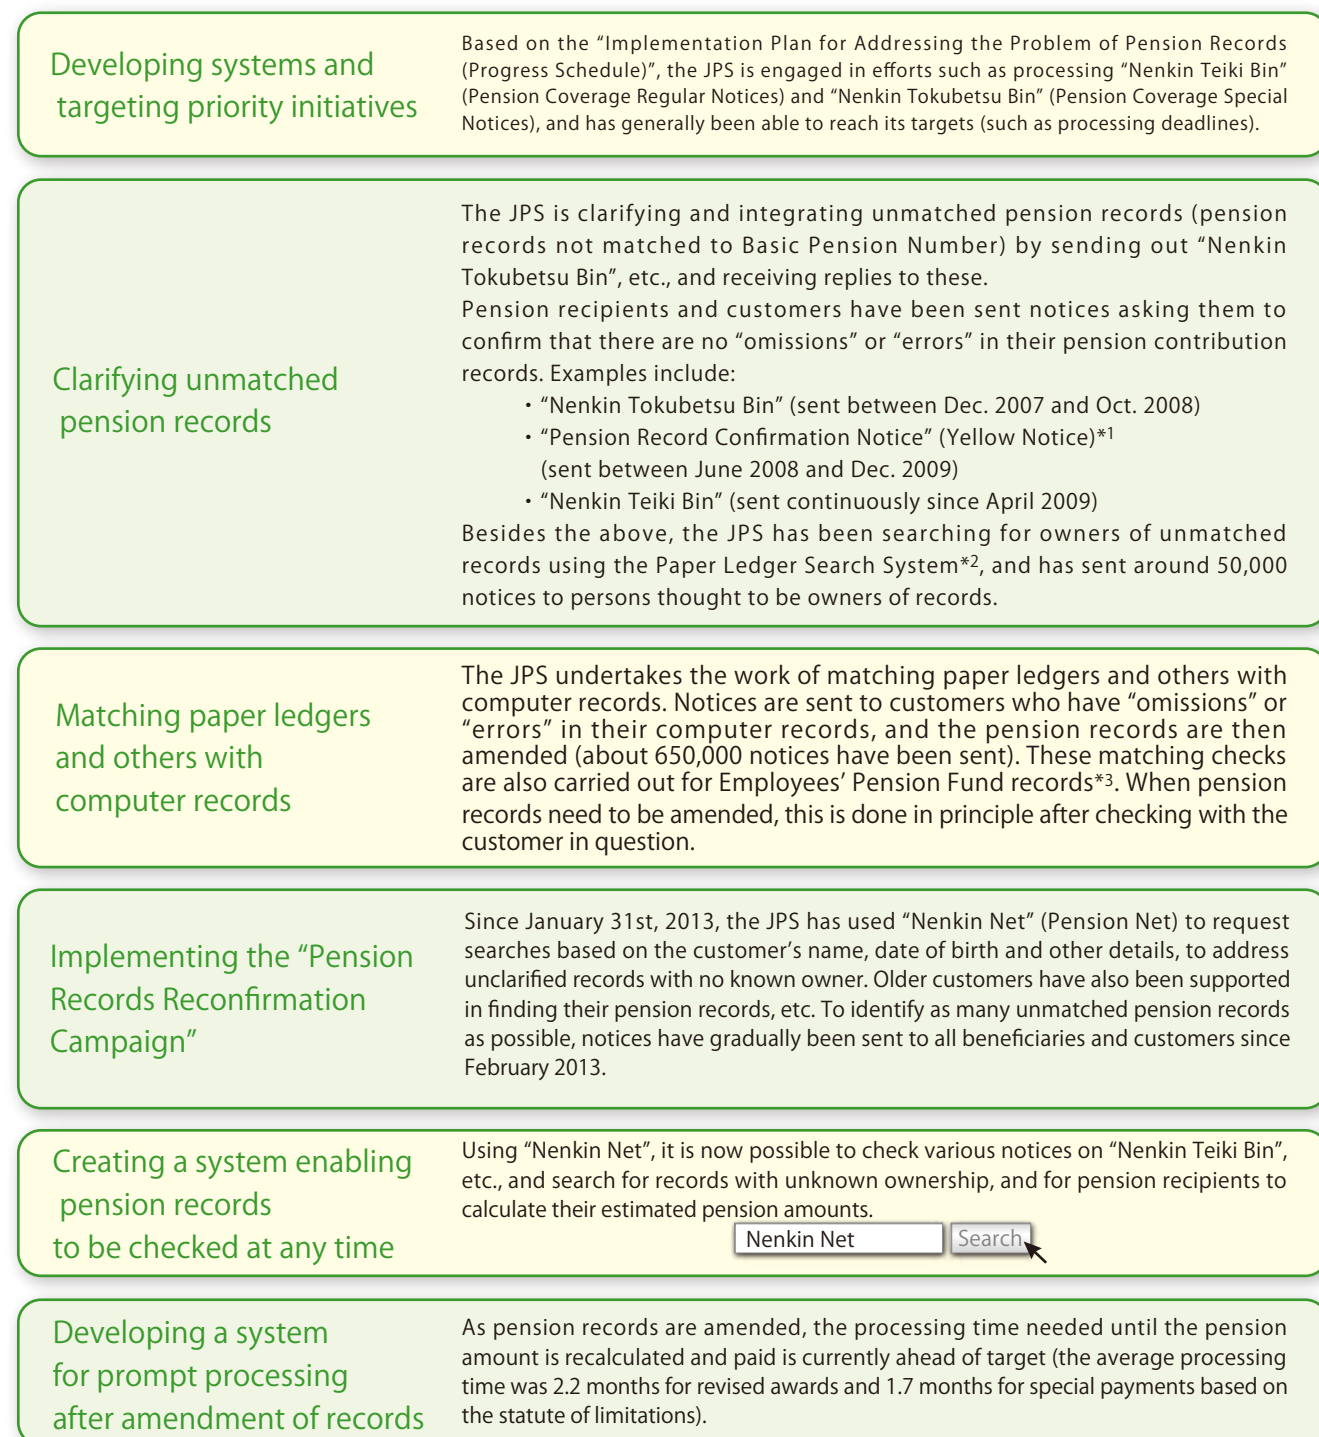 Developing systems and
targeting priority initiatives
Based on the “Implementation Plan for Addressing the Problem of Pension Records
(Progress Schedule)”, the JPS is engaged in efforts such as processing “Nenkin Teiki Bin”
(Pension Coverage Regular Notices) and “Nenkin Tokubetsu Bin” (Pension Coverage Special
Notices), and has generally been able to reach its targets (such as processing deadlines).
Clarifying unmatched
pension records
The JPS is clarifying and integrating unmatched pension records (pension
records not matched to Basic Pension Number) by sending out “Nenkin
Tokubetsu Bin”, etc., and receiving replies to these.
Pension recipients and customers have been sent notices asking them to
confirm that there are no “omissions” or “errors” in their pension contribution
records. Examples include:
・“Nenkin Tokubetsu Bin” (sent between Dec. 2007 and Oct. 2008)
・“Pension Record Confirmation Notice” (Yellow Notice)*1
(sent between June 2008 and Dec. 2009)
・“Nenkin Teiki Bin” (sent continuously since April 2009)
Besides the above, the JPS has been searching for owners of unmatched
records using the Paper Ledger Search System*2, and has sent around 50,000
notices to persons thought to be owners of records.
Matching paper ledgers
and others with
computer records
The JPS undertakes the work of matching paper ledgers and others with
computer records. Notices are sent to customers who have “omissions” or
“errors” in their computer records, and the pension records are then
amended (about 650,000 notices have been sent). These matching checks
are also carried out for Employees’ Pension Fund records*3. When pension
records need to be amended, this is done in principle after checking with the
customer in question.
Implementing the “Pension
Records Reconfirmation
Campaign”
Since January 31st, 2013, the JPS has used “Nenkin Net” (Pension Net) to request
searches based on the customer’s name, date of birth and other details, to address
unclarified records with no known owner. Older customers have also been supported
in finding their pension records, etc. To identify as many unmatched pension records
as possible, notices have gradually been sent to all beneficiaries and customers since
February 2013.
Creating a system enabling
pension records
to be checked at any time
Using “Nenkin Net”, it is now possible to check various notices on “Nenkin Teiki Bin”,
etc., and search for records with unknown ownership, and for pension recipients to
calculate their estimated pension amounts.
Nenkin Net Search
Developing a system
for prompt processing
after amendment of records
As pension records are amended, the processing time needed until the pension
amount is recalculated and paid is currently ahead of target (the average processing
time was 2.2 months for revised awards and 1.7 months for special payments based on
the statute of limitations).